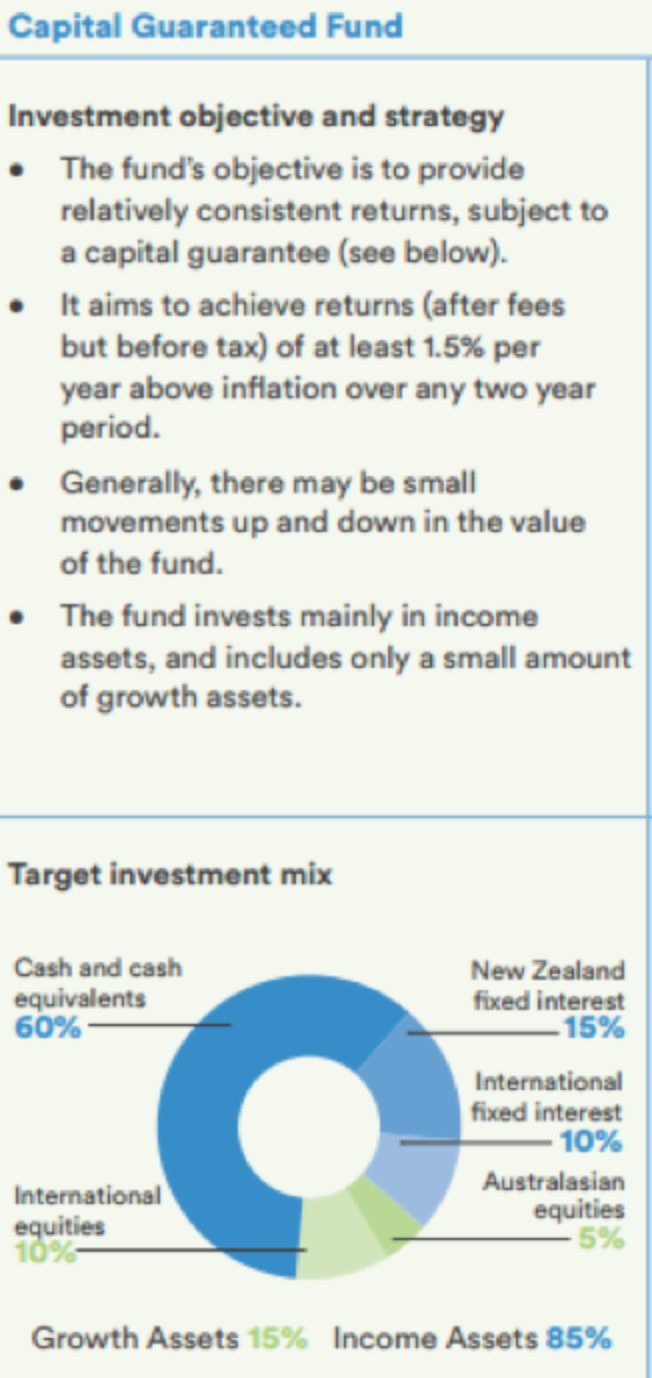 Capital Guaranteed Fund
Investment objective and strategy
• The fund's objective is to provide
relatively consistent returns, subject to
a capital guarantee (see below).
• It aims to achieve returns (after fees
but before tax) of at least 1.5% per
year above inflation over any two year
period.
• Generally, there may be small
movements up and down in the value
of the fund.
• The fund invests mainly in income
assets, and includes only a small amount
of growth assets.
Target investment mix
Cash and cash
equivalents
60%
New Zealand
fixed interest
15%
International
fixed interest
10%
Australasian
equities
5%
International
equities
10%
Growth Assets 15% Income Assets 85%